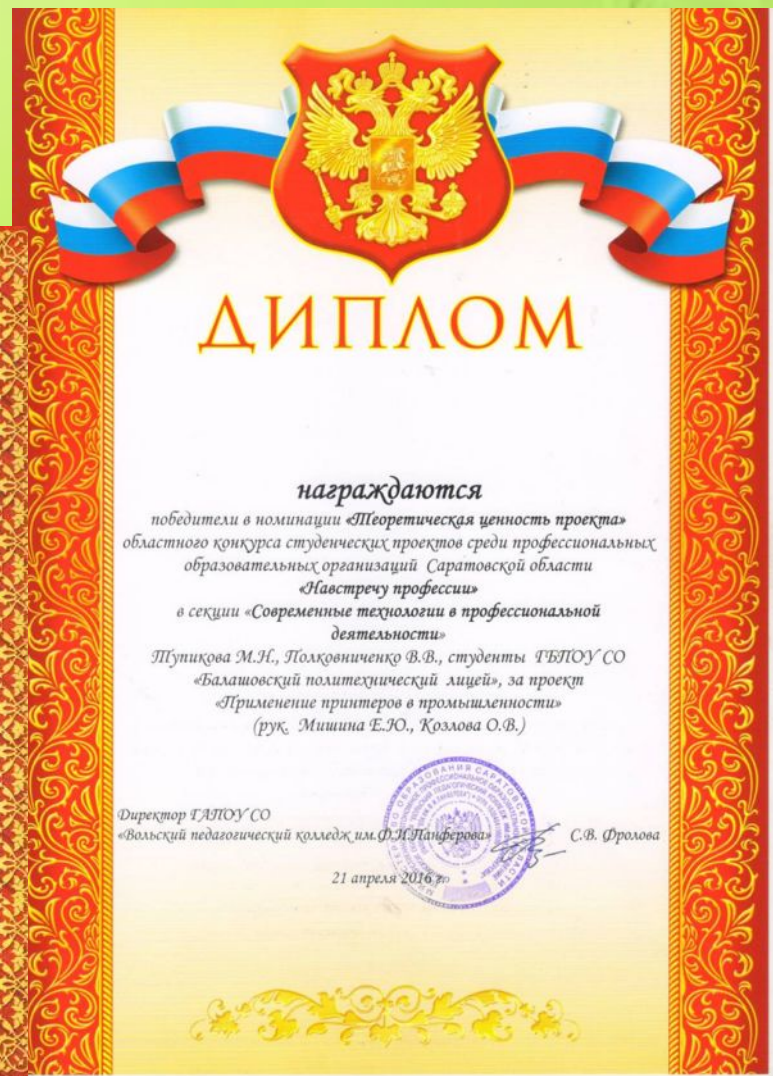 ДИПЛОМ
награждаются
победители в номинации «Теоретическая ценность проекта»
областного конкурса студенческих проектов среди профессиональных
образовательных организаций Саратовской области
«Навстречу профессии»
в секции «Современные технологии в профессиональной
деятельности»
Тупикова М.Н., Полковниченко В.В., студенты ГБПОУ СО
«Балашовский политехнический лицей», за проект
«Применение принтеров в промышленности»
(рук. Мишина Е.Ю., Козлова О.В.)
Директор ГАПОУ СО
«Вольский педагогический колледж им.Ф.И.Панферова» С.В. Фролова
21 апреля 2016 г.